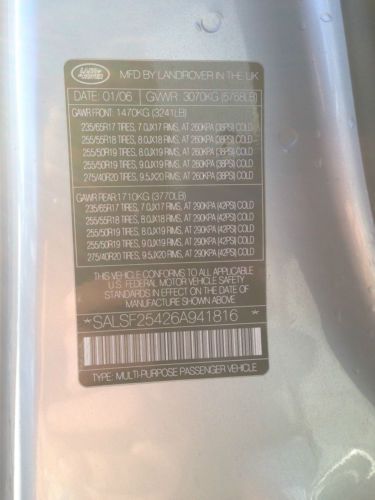 LAND ROVER
MFD BY LANDROVER IN THE UK
DATE: 01/06 GVWR: 3070KG (6768LB)
GAWR FRONT: 1470KG (3241LB)
235/65R17 TIRES, 7.0JX17 RIMS, AT 260KPA (38PSI) COLD
255/55R18 TIRES, 8.0JX18 RIMS, AT 260KPA (38PSI) COLD
255/50R19 TIRES, 8.0JX19 RIMS, AT 260KPA (38PSI) COLD
255/50R19 TIRES, 9.0JX19 RIMS, AT 260KPA (38PSI) COLD
275/40R20 TIRES, 9.5JX20 RIMS, AT 260KPA (38PSI) COLD
GAWR REAR:1710KG (3770LB)
235/65R17 TIRES, 7.0JX17 RIMS, AT 290KPA (42PSI) COLD
255/55R18 TIRES, 8.0JX18 RIMS, AT 290KPA (42PSI) COLD
255/50R19 TIRES, 8.0JX19 RIMS, AT 290KPA (42PSI) COLD
255/50R19 TIRES, 9.0JX19 RIMS, AT 290KPA (42PSI) COLD
275/40R20 TIRES, 9.5JX20 RIMS, AT 290KPA (42PSI) COLD
THIS VEHICLE CONFORMS TO ALL APPLICABLE
U.S. FEDERAL MOTOR VEHICLE SAFETY
STANDARDS IN EFFECT ON THE DATE OF
MANUFACTURE SHOWN ABOVE
*SALSF25426A941816*
TYPE: MULTI-PURPOSE PASSENGER VEHICLE